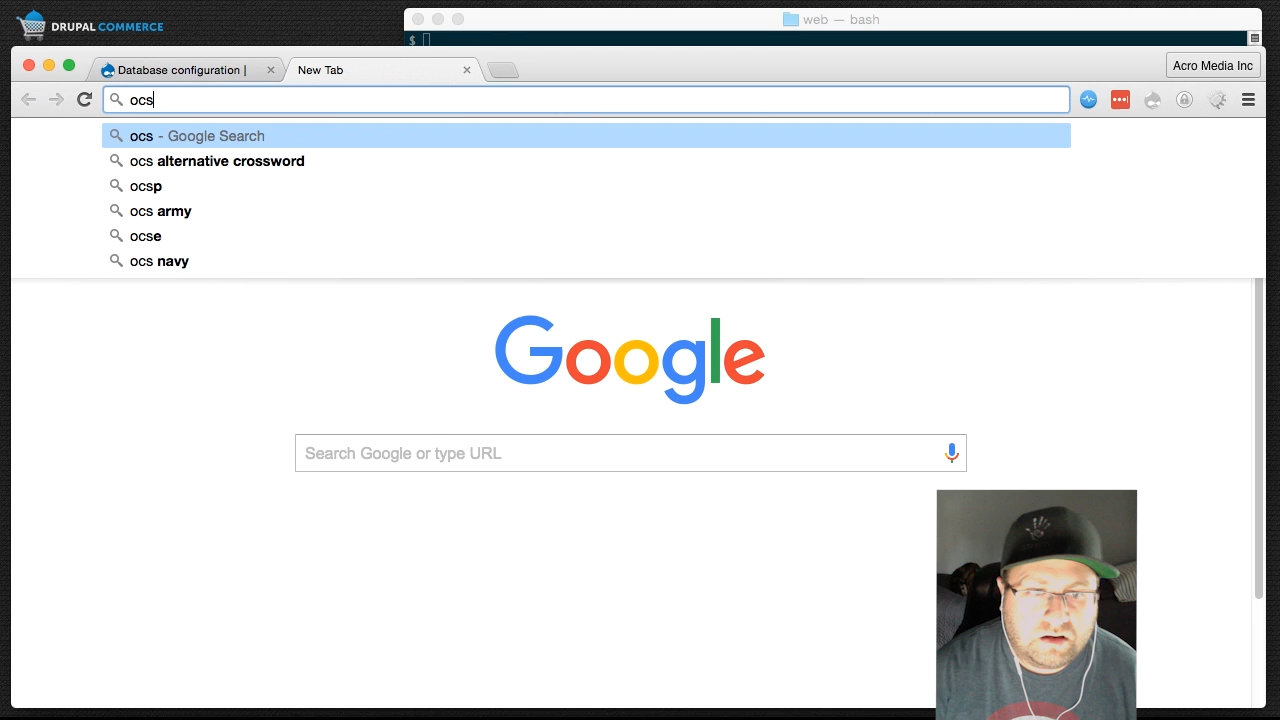 DRUPAL COMMERCE
web — bash
$
Database configuration |
New Tab
Acro Media Inc
ocs
ocs - Google Search
ocs alternative crossword
ocsp
ocs army
ocse
ocs navy
Google
Search Google or type URL